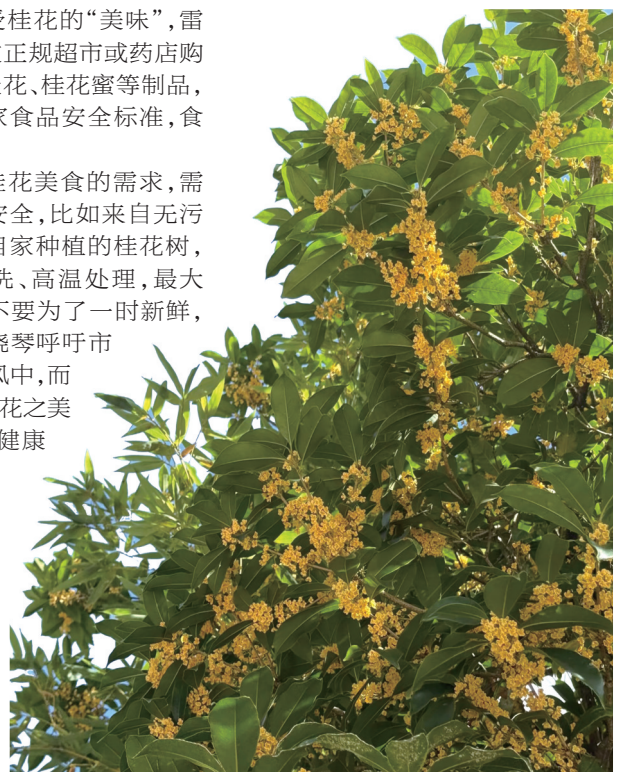 受桂花的“美味”,雷
正规超市或药店购
花、桂花蜜等制品,
家食品安全标准,食
桂花美食的需求,需
安全,比如来自无污
自家种植的桂花树,
洗、高温处理,最大
不要为了一时新鲜,
晓琴呼吁市
风中,而
花之美
健康